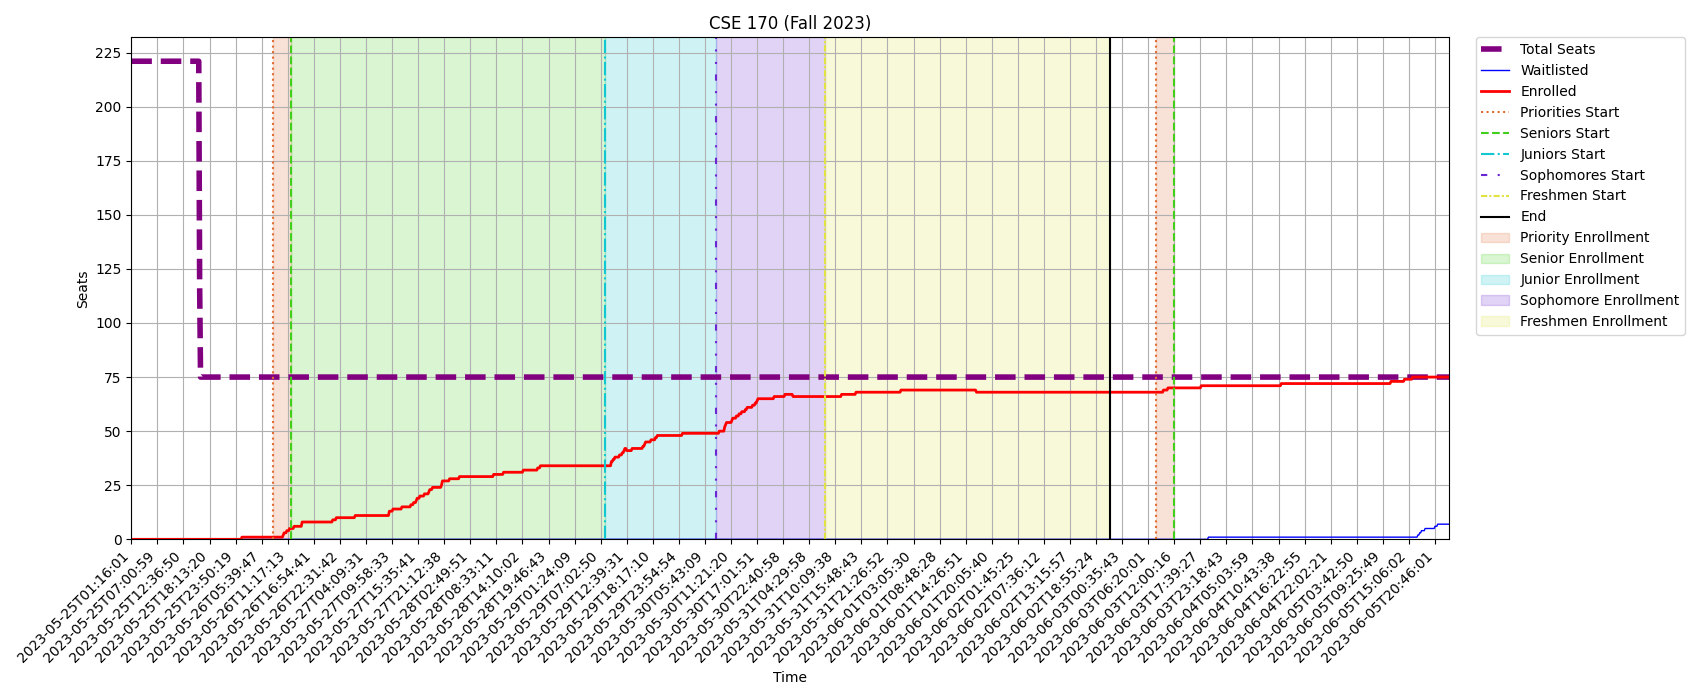 CSE 170 (Fall 2023)
225
200
175
150
125
100
75
50
25
0
Seats
2023-05-25T01:16:01
2023-05-25T07:00:59
2023-05-25T12:36:50
2023-05-25T18:13:20
2023-05-25T23:50:19
2023-05-26T05:39:47
2023-05-26T11:17:13
2023-05-26T16:54:41
2023-05-26T22:31:42
2023-05-27T04:09:31
2023-05-27T09:58:33
2023-05-27T15:35:41
2023-05-27T21:12:38
2023-05-28T02:49:51
2023-05-28T08:33:11
2023-05-28T14:10:02
2023-05-28T19:46:43
2023-05-29T01:24:09
2023-05-29T07:02:50
2023-05-29T12:39:31
2023-05-29T18:17:10
2023-05-29T23:54:54
2023-05-30T05:43:09
2023-05-30T11:21:20
2023-05-30T17:01:51
2023-05-30T22:40:58
2023-05-31T04:29:58
2023-05-31T10:09:38
2023-05-31T15:48:43
2023-05-31T21:26:52
2023-06-01T03:05:30
2023-06-01T08:48:28
2023-06-01T14:26:51
2023-06-01T20:05:40
2023-06-02T01:45:25
2023-06-02T07:36:12
2023-06-02T13:15:57
2023-06-02T18:55:24
2023-06-03T00:35:43
2023-06-03T06:20:01
2023-06-03T12:00:16
2023-06-03T17:39:27
2023-06-03T23:18:43
2023-06-04T05:03:59
2023-06-04T10:43:38
2023-06-04T16:22:55
2023-06-04T22:02:21
2023-06-05T03:42:50
2023-06-05T09:25:49
2023-06-05T15:06:02
2023-06-05T20:46:01
Time
Total Seats
Waitlisted
Enrolled
Priorities Start
Seniors Start
Juniors Start
Sophomores Start
Freshmen Start
End
Priority Enrollment
Senior Enrollment
Junior Enrollment
Sophomore Enrollment
Freshmen Enrollment